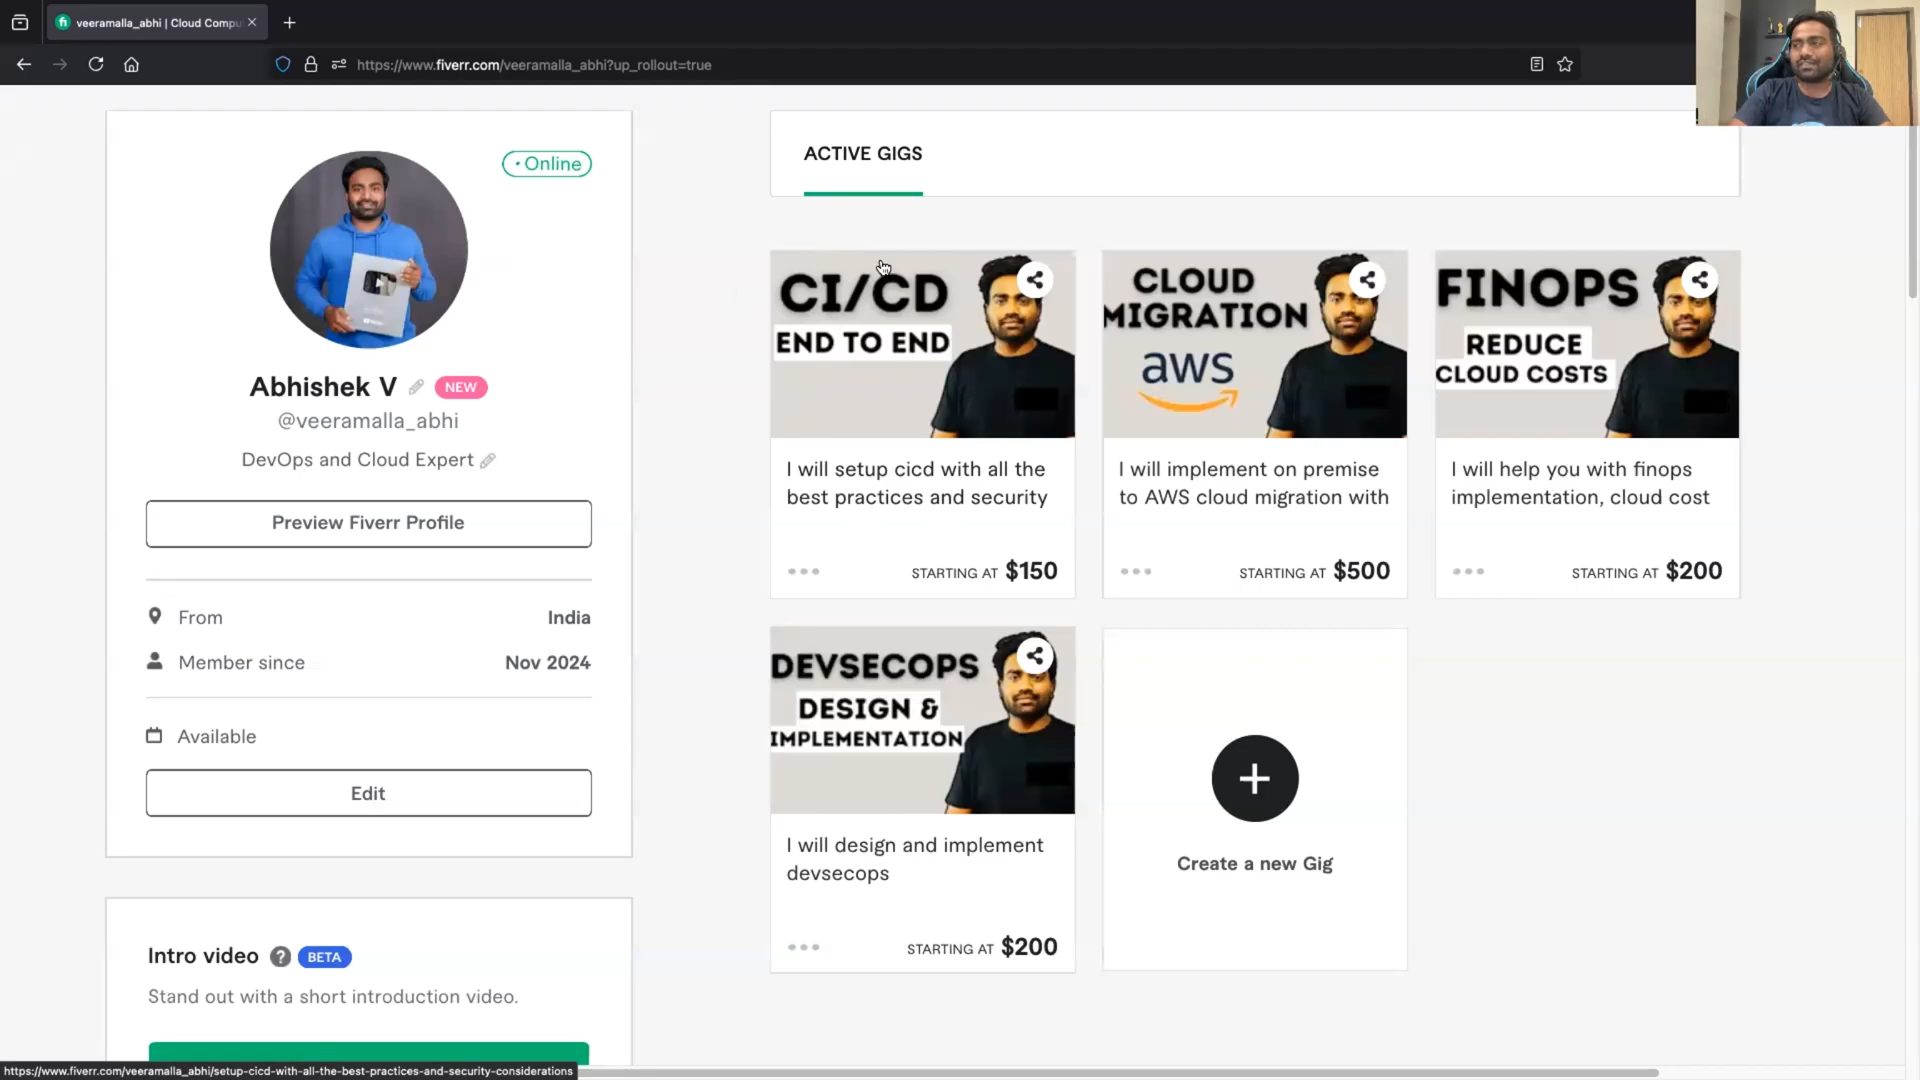 veeramalla_abhi | Cloud Compu
https://www.fiverr.com/veeramalla_abhi?up_rollout=true
Online
Abhishek V
NEW
@veeramalla_abhi
DevOps and Cloud Expert
Preview Fiverr Profile
From
India
Member since
Nov 2024
Available
Edit
Intro video
?
BETA
Stand out with a short introduction video.
ACTIVE GIGS
CI/CD
END TO END
I will setup cicd with all the
best practices and security
STARTING AT $150
CLOUD
MIGRATION
aws
I will implement on premise
to AWS cloud migration with
STARTING AT $500
FINOPS
REDUCE
CLOUD COSTS
I will help you with finops
implementation, cloud cost
STARTING AT $200
DEVSECOPS
DESIGN &
IMPLEMENTATION
I will design and implement
devsecops
STARTING AT $200
Create a new Gig
https://www.fiverr.com/veeramalla_abhi/setup-cicd-with-all-the-best-practices-and-security-considerations